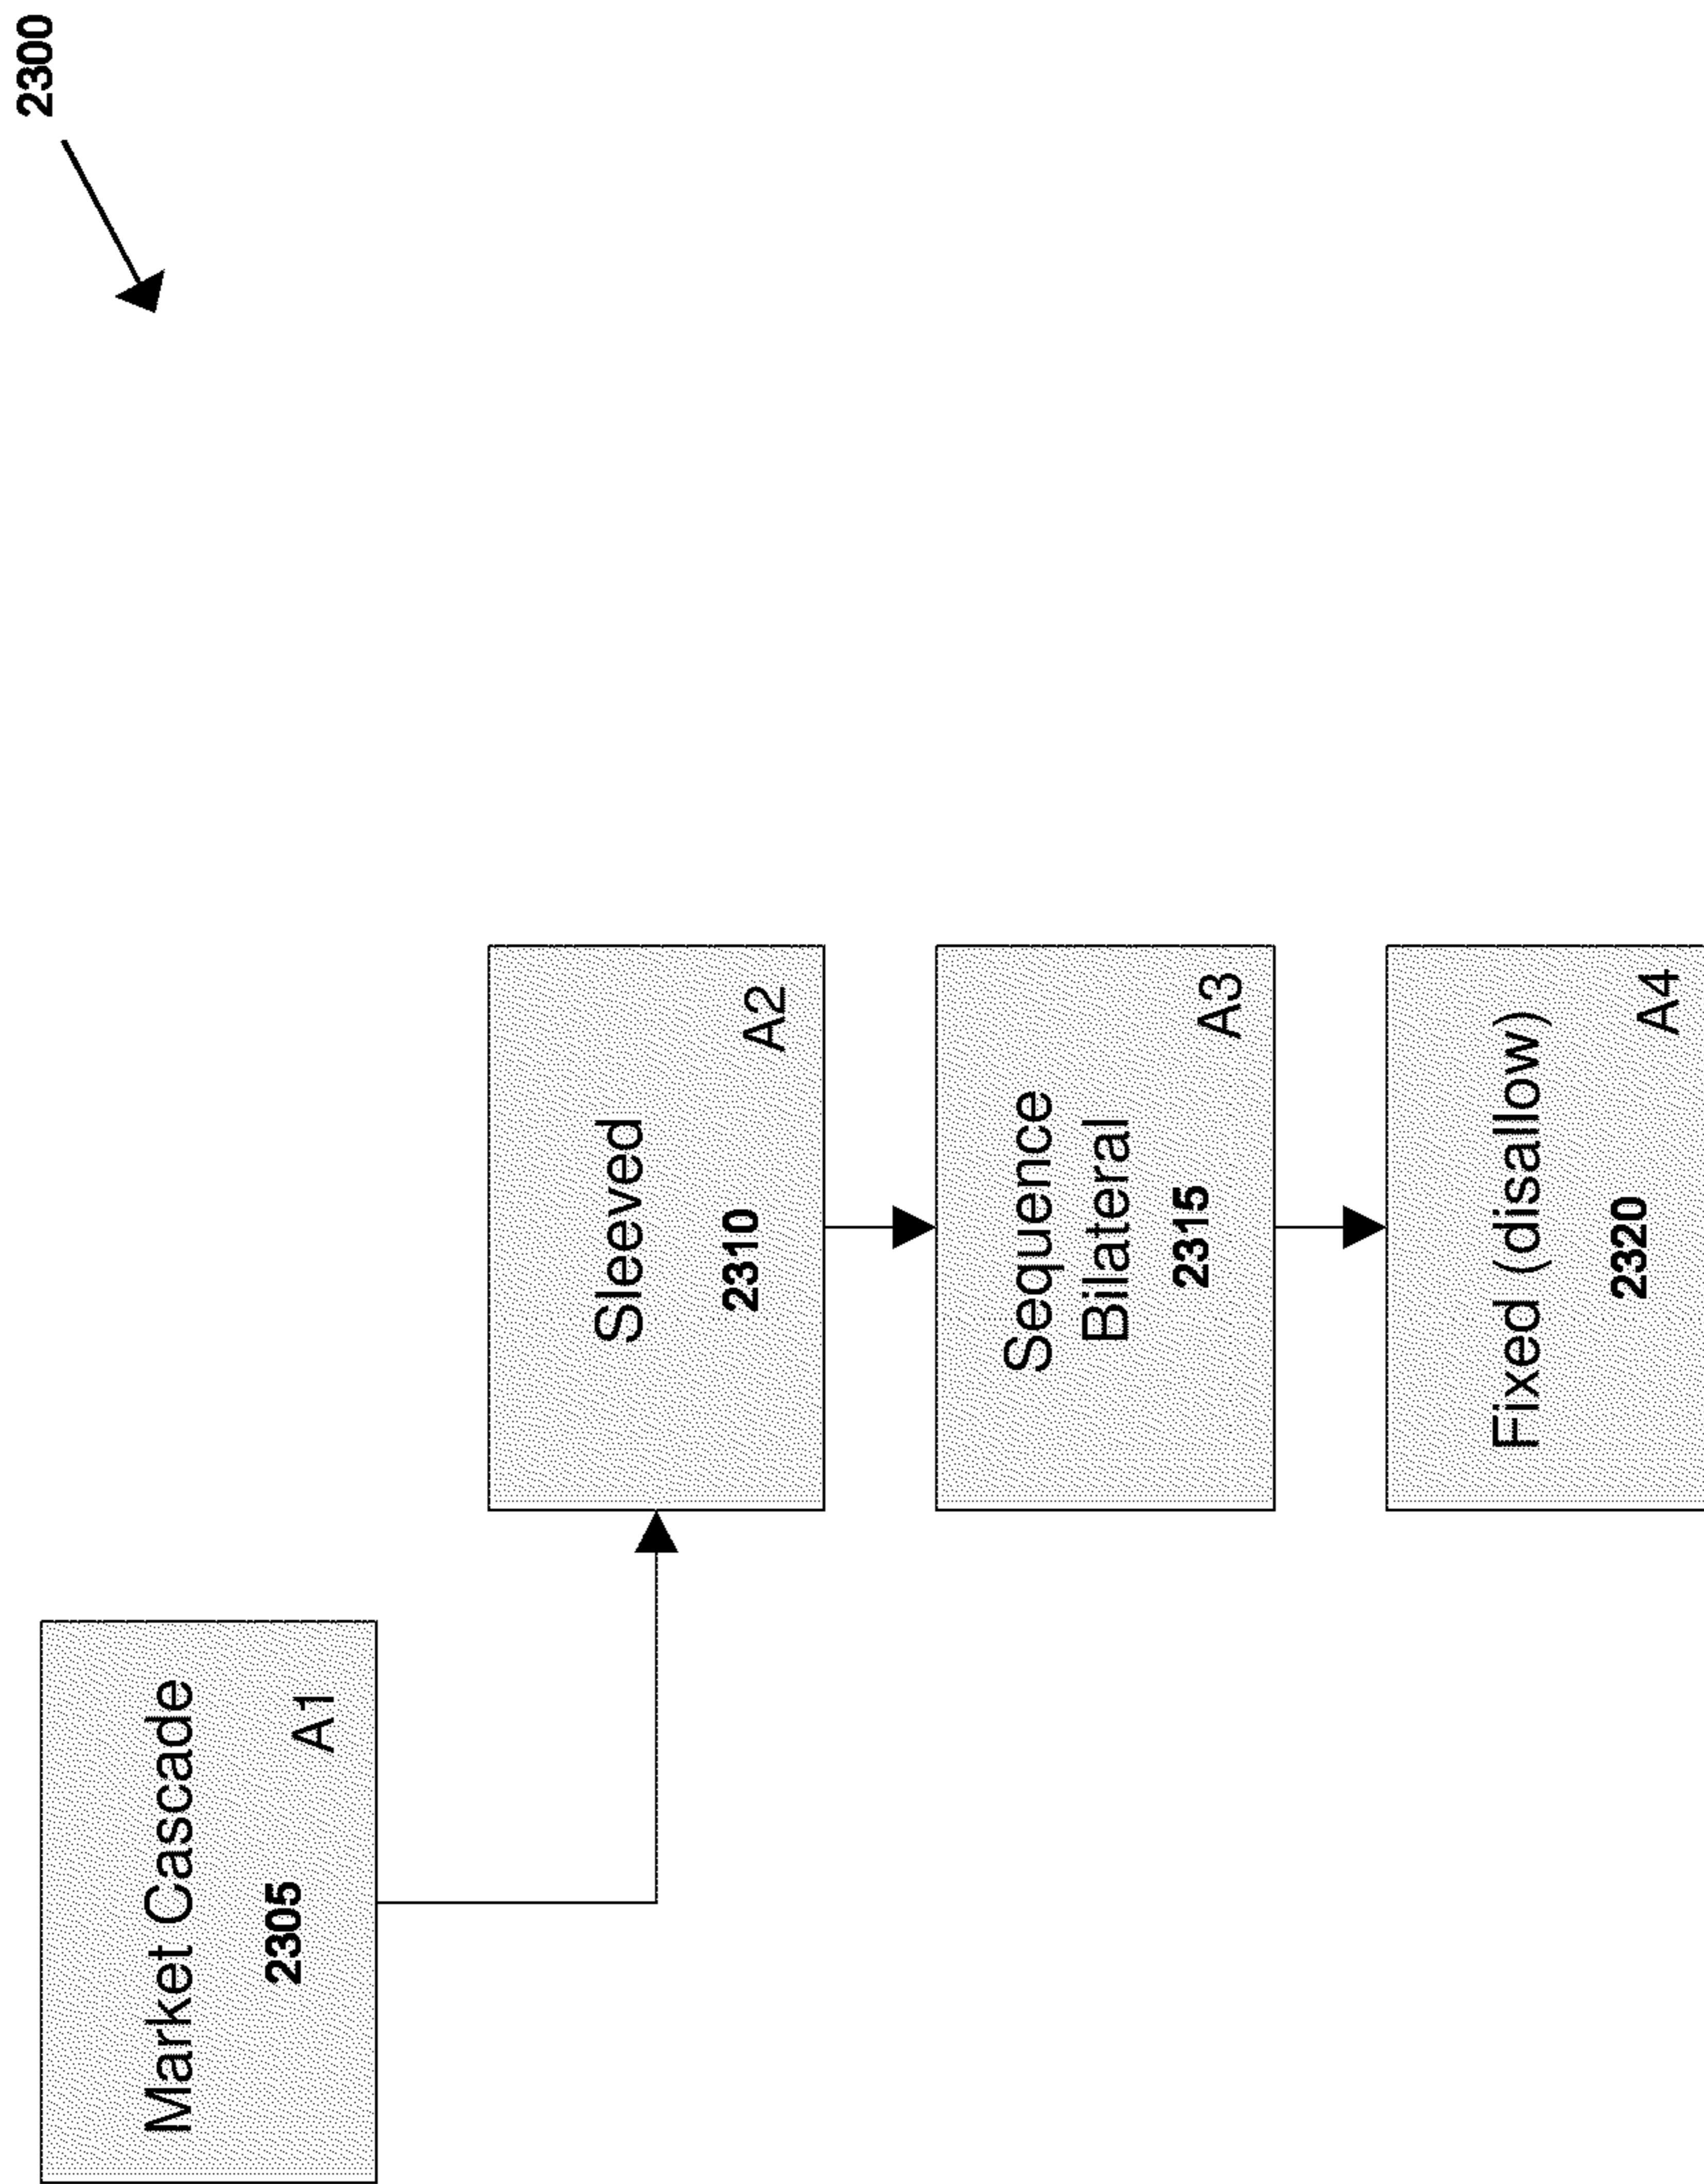 2300
Market Cascade
2305
A1
Sleeved
2310
A2
Sequence
Bilateral
2315
A3
Fixed (disallow)
2320
A4